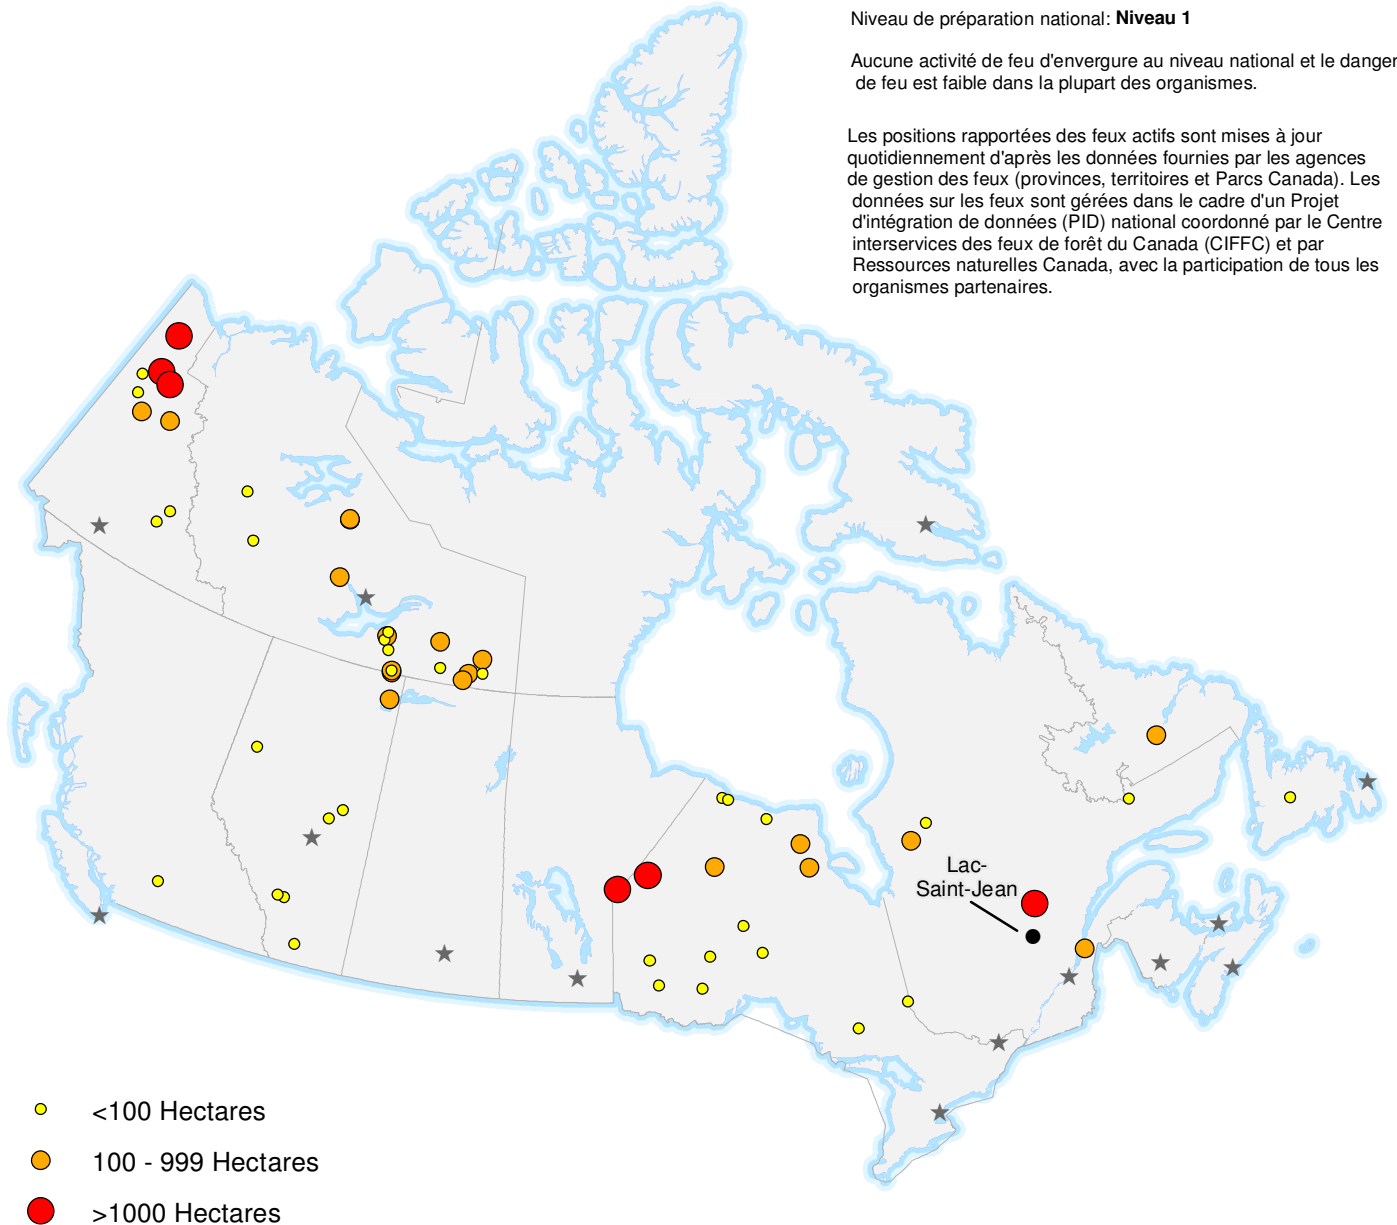 Niveau de préparation national: Niveau 1
Aucune activité de feu d'envergure au niveau national et le danger
de feu est faible dans la plupart des organismes.
Les positions rapportées des feux actifs sont mises à jour
quotidiennement d'après les données fournies par les agences
de gestion des feux (provinces, territoires et Parcs Canada). Les
données sur les feux sont gérées dans le cadre d'un Projet
d'intégration de données (PID) national coordonné par le Centre
interservices des feux de forêt du Canada (CIFFC) et par
Ressources naturelles Canada, avec la participation de tous les
organismes partenaires.
Lac-
Saint-Jean
<100 Hectares
100 - 999 Hectares
>1000 Hectares